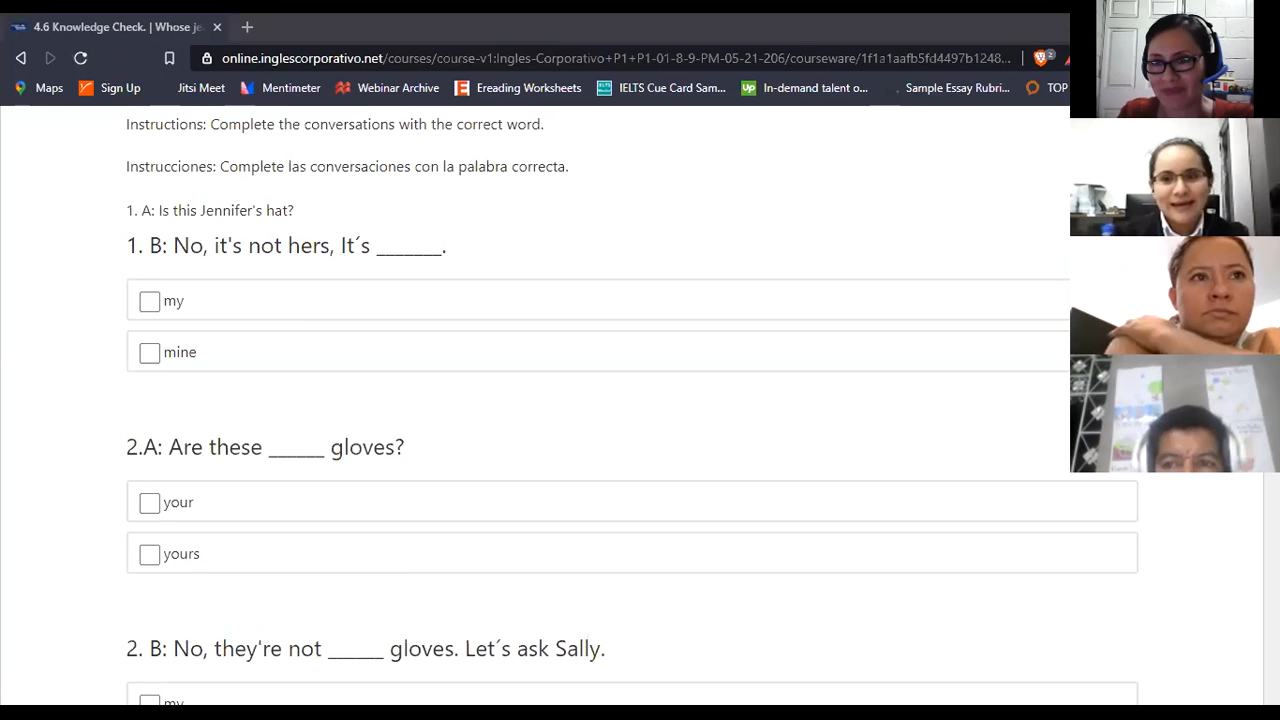 4.6 Knowledge Check. | Whose je
online.inglescorporativo.net/courses/course-v1:Ingles-Corporativo+P1+P1-01-8-9-PM-05-21-206/courseware/1f1a1aafb5fd4497b1248...
Maps Sign Up Jitsi Meet Mentimeter Webinar Archive Ereading Worksheets IELTS Cue Card Sam... In-demand talent o... Sample Essay Rubri... TOP
Instructions: Complete the conversations with the correct word.
Instrucciones: Complete las conversaciones con la palabra correcta.
1. A: Is this Jennifer's hat?
1. B: No, it's not hers, It´s _______.
my
mine
2.A: Are these ______ gloves?
your
yours
2. B: No, they're not ______ gloves. Let´s ask Sally.
my